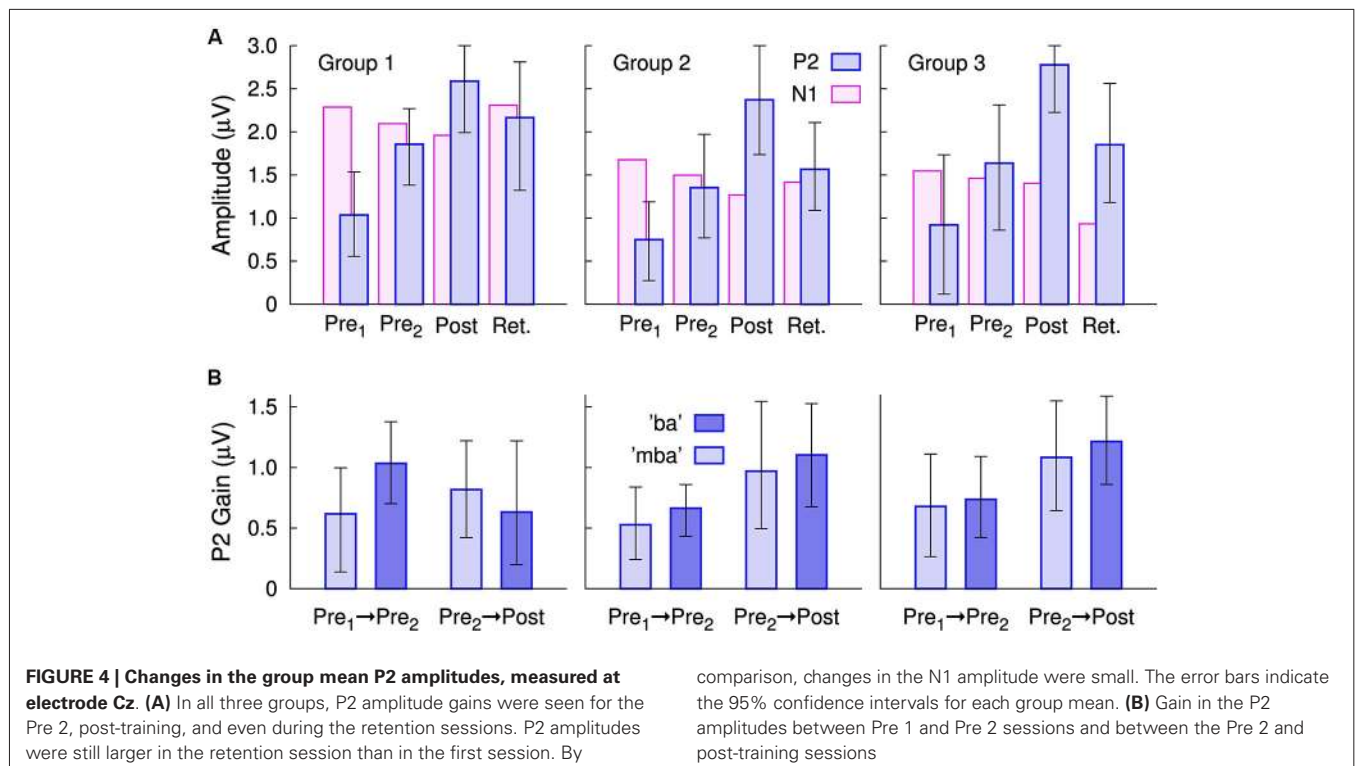 A
3.0
2.5
2.0
1.5
1.0
0.5
0
Amplitude (µV)
Group 1
Pre1 Pre2 Post Ret.
Group 2
P2
N1
Pre1 Pre2 Post Ret.
Group 3
Pre1 Pre2 Post Ret.
B
1.5
1.0
0.5
0
P2 Gain (µV)
Pre1→Pre2 Pre2→Post
'ba'
'mba'
Pre1→Pre2 Pre2→Post
Pre1→Pre2 Pre2→Post
FIGURE 4 | Changes in the group mean P2 amplitudes, measured at
electrode Cz. (A) In all three groups, P2 amplitude gains were seen for the
Pre 2, post-training, and even during the retention sessions. P2 amplitudes
were still larger in the retention session than in the first session. By
comparison, changes in the N1 amplitude were small. The error bars indicate
the 95% confidence intervals for each group mean. (B) Gain in the P2
amplitudes between Pre 1 and Pre 2 sessions and between the Pre 2 and
post-training sessions